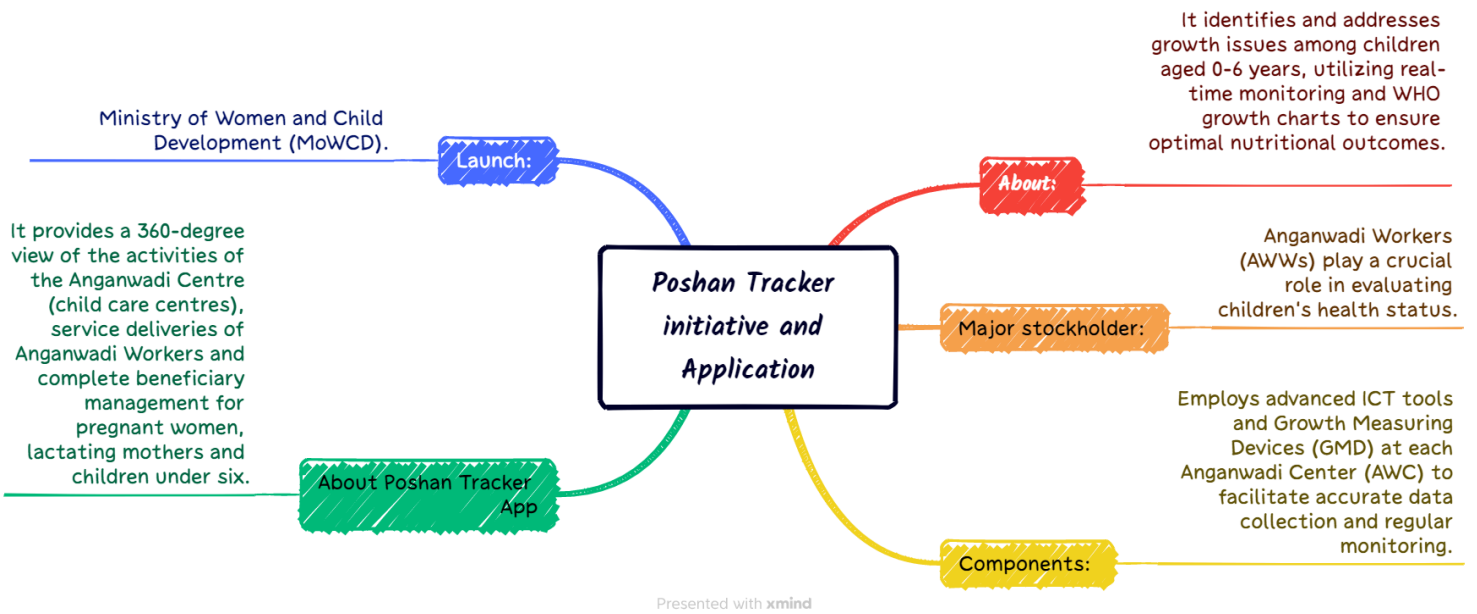 Poshan Tracker
initiative and
Application
About:
It identifies and addresses
growth issues among children
aged 0-6 years, utilizing real-
time monitoring and WHO
growth charts to ensure
optimal nutritional outcomes.
Major stockholder:
Anganwadi Workers
(AWWs) play a crucial
role in evaluating
children's health status.
Components:
Employs advanced ICT tools
and Growth Measuring
Devices (GMD) at each
Anganwadi Center (AWC) to
facilitate accurate data
collection and regular
monitoring.
Launch:
Ministry of Women and Child
Development (MoWCD).
About Poshan Tracker
App
It provides a 360-degree
view of the activities of
the Anganwadi Centre
(child care centres),
service deliveries of
Anganwadi Workers and
complete beneficiary
management for
pregnant women,
lactating mothers and
children under six.
Presented with xmind